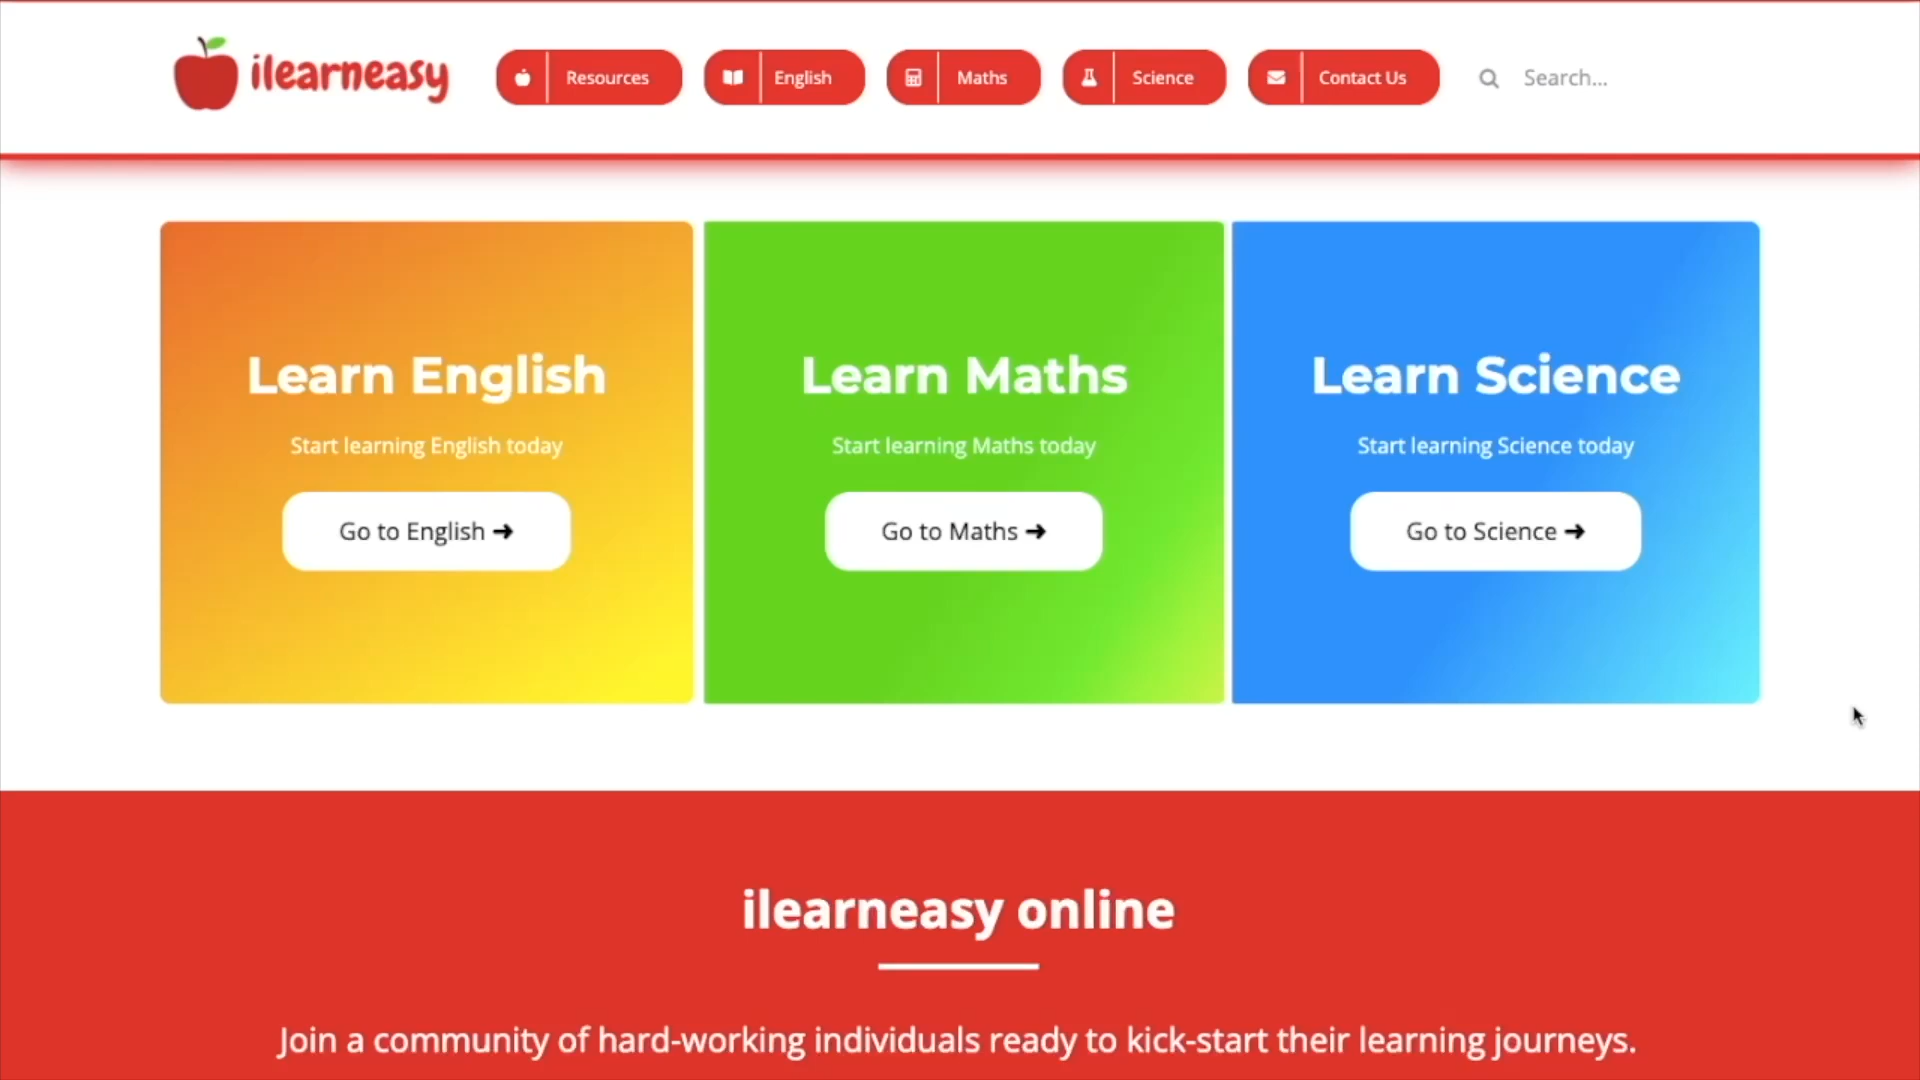 ilearneasy
Resources
English
Maths
Science
Contact Us
Search...
Learn English
Start learning English today
Go to English ➜
Learn Maths
Start learning Maths today
Go to Maths ➜
Learn Science
Start learning Science today
Go to Science ➜
ilearneasy online
Join a community of hard-working individuals ready to kick-start their learning journeys.